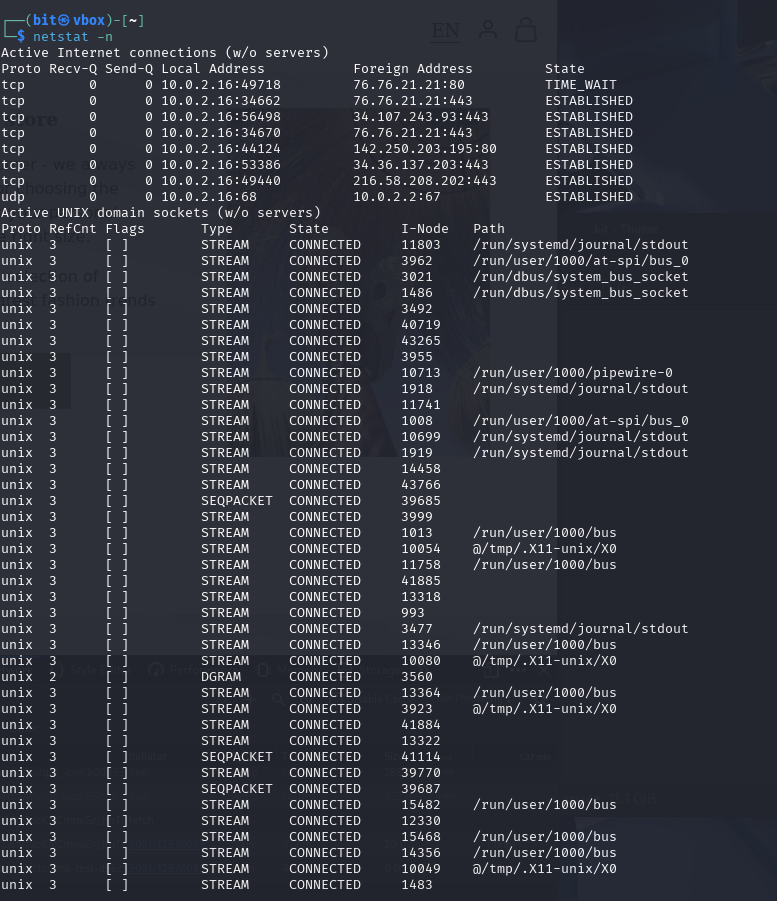 ┌──(bit㉿vbox)-[~]
└─$ netstat -n
Active Internet connections (w/o servers)
Proto Recv-Q Send-Q Local Address           Foreign Address         State
tcp        0      0 10.0.2.16:49718         76.76.21.21:80          TIME_WAIT
tcp        0      0 10.0.2.16:34662         76.76.21.21:443         ESTABLISHED
tcp        0      0 10.0.2.16:56498         34.107.243.93:443       ESTABLISHED
tcp        0      0 10.0.2.16:34670         76.76.21.21:443         ESTABLISHED
tcp        0      0 10.0.2.16:44124         142.250.203.195:80      ESTABLISHED
tcp        0      0 10.0.2.16:53386         34.36.137.203:443       ESTABLISHED
tcp        0      0 10.0.2.16:49440         216.58.208.202:443      ESTABLISHED
udp        0      0 10.0.2.16:68            10.0.2.2:67             ESTABLISHED
Active UNIX domain sockets (w/o servers)
Proto RefCnt Flags       Type       State         I-Node   Path
unix  3      [ ]         STREAM     CONNECTED     11803    /run/systemd/journal/stdout
unix  3      [ ]         STREAM     CONNECTED     3962     /run/user/1000/at-spi/bus_0
unix  3      [ ]         STREAM     CONNECTED     3021     /run/dbus/system_bus_socket
unix  3      [ ]         STREAM     CONNECTED     1486     /run/dbus/system_bus_socket
unix  3      [ ]         STREAM     CONNECTED     3492
unix  3      [ ]         STREAM     CONNECTED     40719
unix  3      [ ]         STREAM     CONNECTED     43265
unix  3      [ ]         STREAM     CONNECTED     3955
unix  3      [ ]         STREAM     CONNECTED     10713    /run/user/1000/pipewire-0
unix  3      [ ]         STREAM     CONNECTED     1918     /run/systemd/journal/stdout
unix  3      [ ]         STREAM     CONNECTED     11741
unix  3      [ ]         STREAM     CONNECTED     1008     /run/user/1000/at-spi/bus_0
unix  3      [ ]         STREAM     CONNECTED     10699    /run/systemd/journal/stdout
unix  3      [ ]         STREAM     CONNECTED     1919     /run/systemd/journal/stdout
unix  3      [ ]         STREAM     CONNECTED     14458
unix  3      [ ]         STREAM     CONNECTED     43766
unix  3      [ ]         SEQPACKET  CONNECTED     39685
unix  3      [ ]         STREAM     CONNECTED     3999
unix  3      [ ]         STREAM     CONNECTED     1013     /run/user/1000/bus
unix  3      [ ]         STREAM     CONNECTED     10054    @/tmp/.X11-unix/X0
unix  3      [ ]         STREAM     CONNECTED     11758    /run/user/1000/bus
unix  3      [ ]         STREAM     CONNECTED     41885
unix  3      [ ]         STREAM     CONNECTED     13318
unix  3      [ ]         STREAM     CONNECTED     993
unix  3      [ ]         STREAM     CONNECTED     3477     /run/systemd/journal/stdout
unix  3      [ ]         STREAM     CONNECTED     13346    /run/user/1000/bus
unix  3      [ ]         STREAM     CONNECTED     10080    @/tmp/.X11-unix/X0
unix  2      [ ]         DGRAM      CONNECTED     3560
unix  3      [ ]         STREAM     CONNECTED     13364    /run/user/1000/bus
unix  3      [ ]         STREAM     CONNECTED     3923     @/tmp/.X11-unix/X0
unix  3      [ ]         STREAM     CONNECTED     41884
unix  3      [ ]         STREAM     CONNECTED     13322
unix  3      [ ]         SEQPACKET  CONNECTED     41114
unix  3      [ ]         STREAM     CONNECTED     39770
unix  3      [ ]         SEQPACKET  CONNECTED     39687
unix  3      [ ]         STREAM     CONNECTED     15482    /run/user/1000/bus
unix  3      [ ]         STREAM     CONNECTED     12330
unix  3      [ ]         STREAM     CONNECTED     15468    /run/user/1000/bus
unix  3      [ ]         STREAM     CONNECTED     14356    /run/user/1000/bus
unix  3      [ ]         STREAM     CONNECTED     10049    @/tmp/.X11-unix/X0
unix  3      [ ]         STREAM     CONNECTED     1483
EN